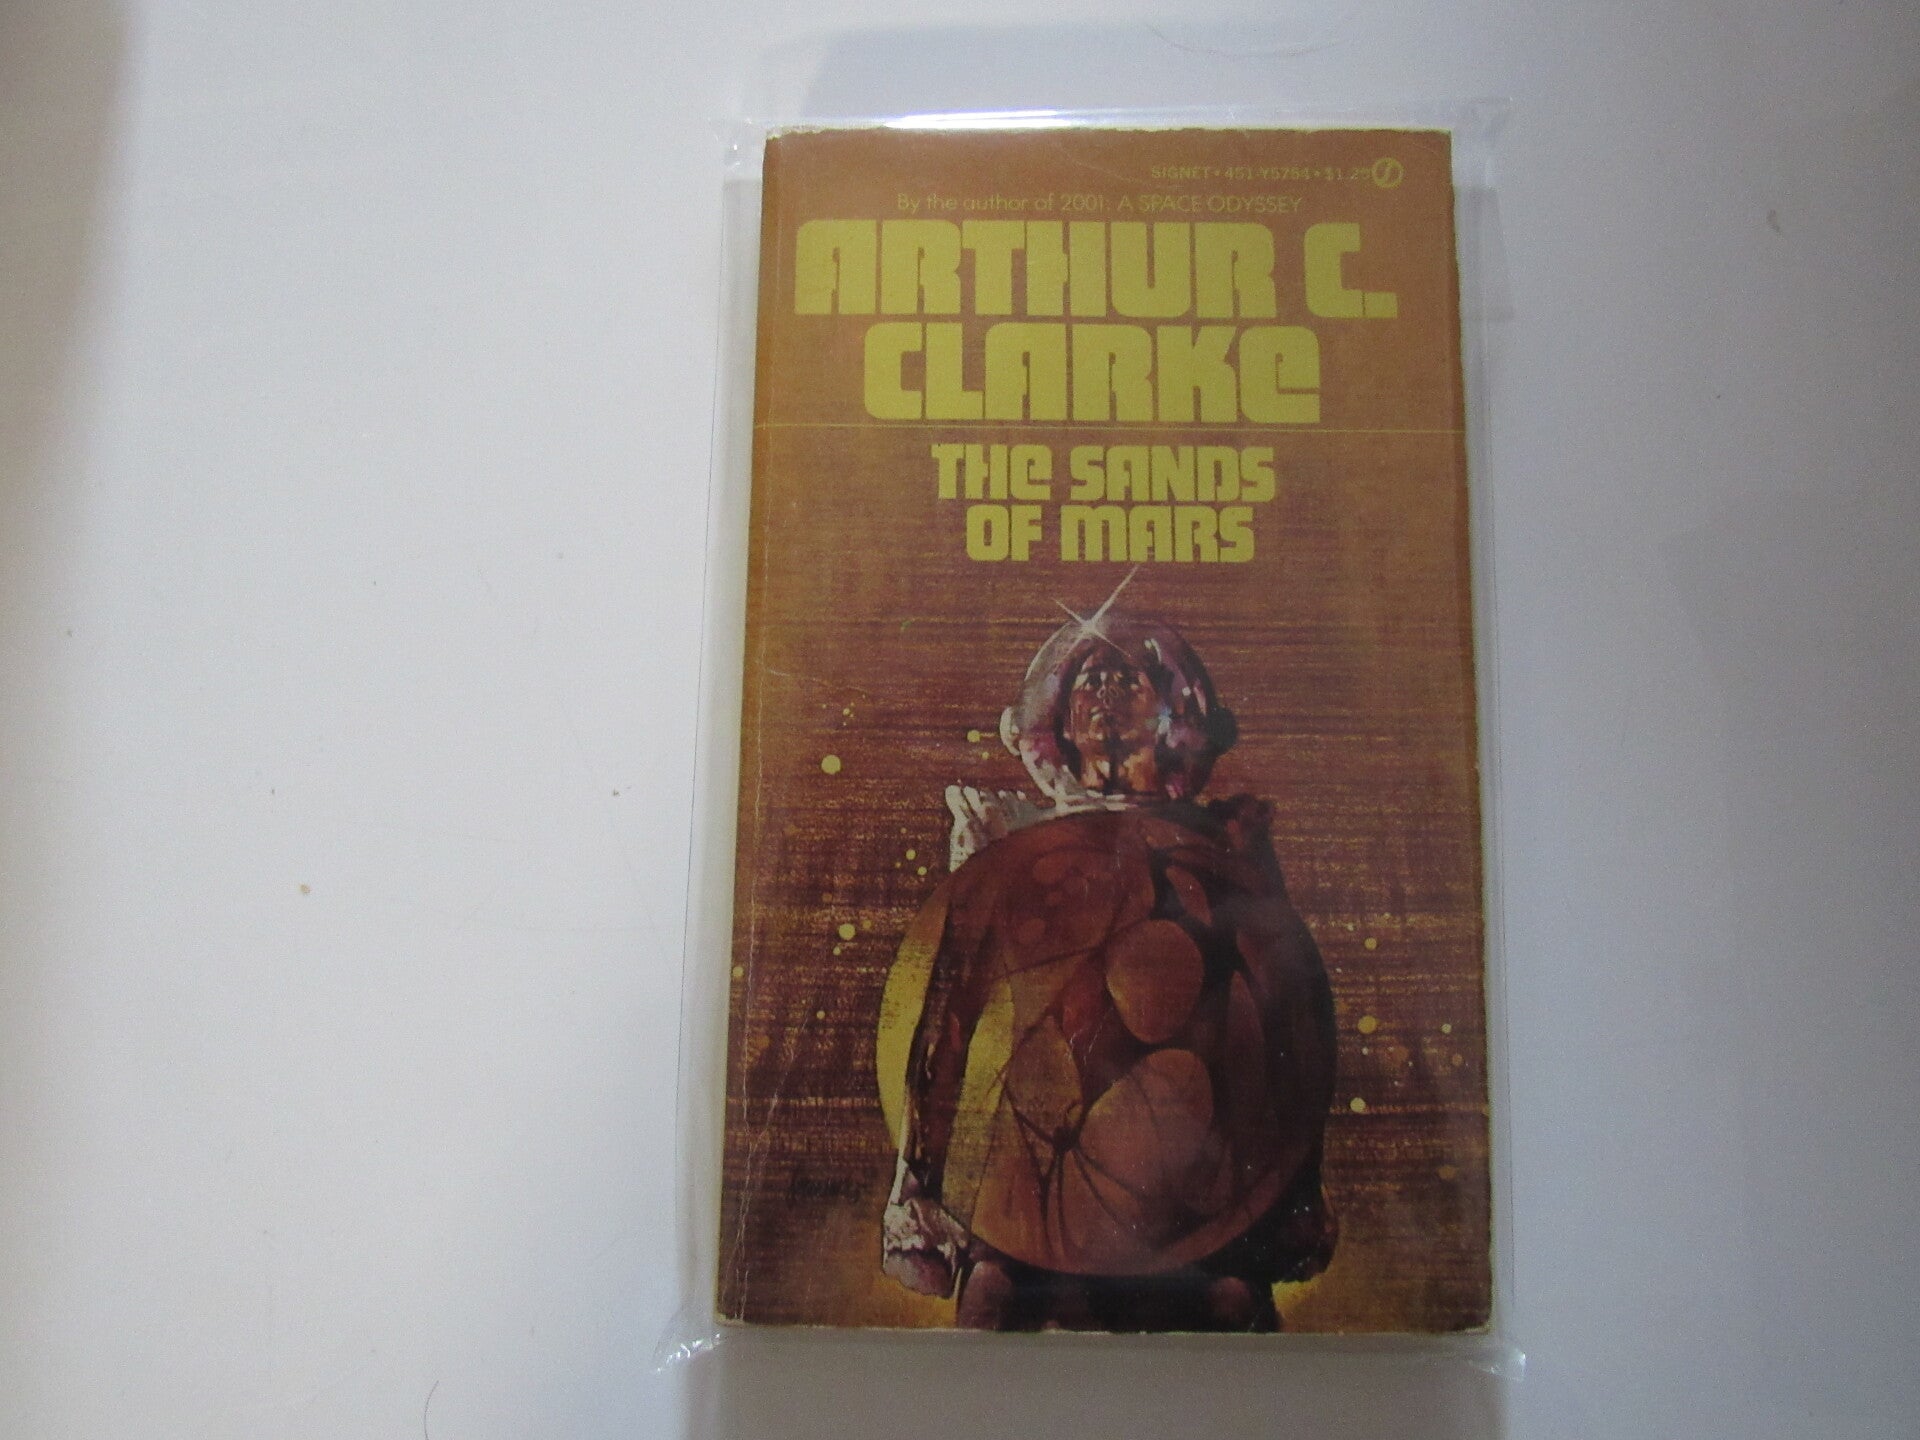 SIGNET • 451-Y5754 • $1.25
By the author of 2001: A SPACE ODYSSEY
ARTHUR C.
CLARKE
THE SANDS
OF MARS